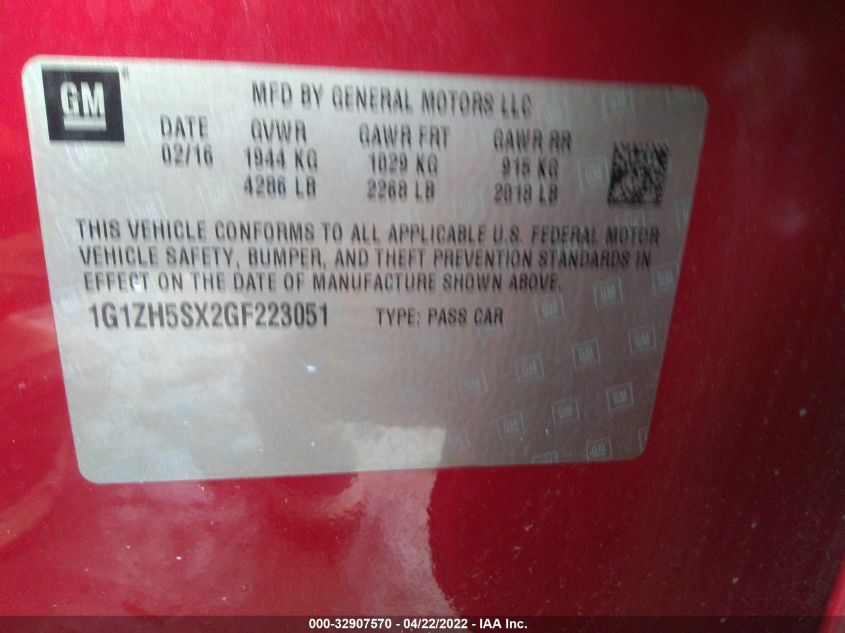 GM
MFD BY GENERAL MOTORS LLC
DATE GVWR GAWR FRT GAWR RR
02/16 1944 KG 1029 KG 915 KG
4286 LB 2268 LB 2018 LB
THIS VEHICLE CONFORMS TO ALL APPLICABLE U.S. FEDERAL MOTOR
VEHICLE SAFETY, BUMPER, AND THEFT PREVENTION STANDARDS IN
EFFECT ON THE DATE OF MANUFACTURE SHOWN ABOVE.
1G1ZH5SX2GF223051 TYPE: PASS CAR
000-32907570 - 04/22/2022 - IAA Inc.